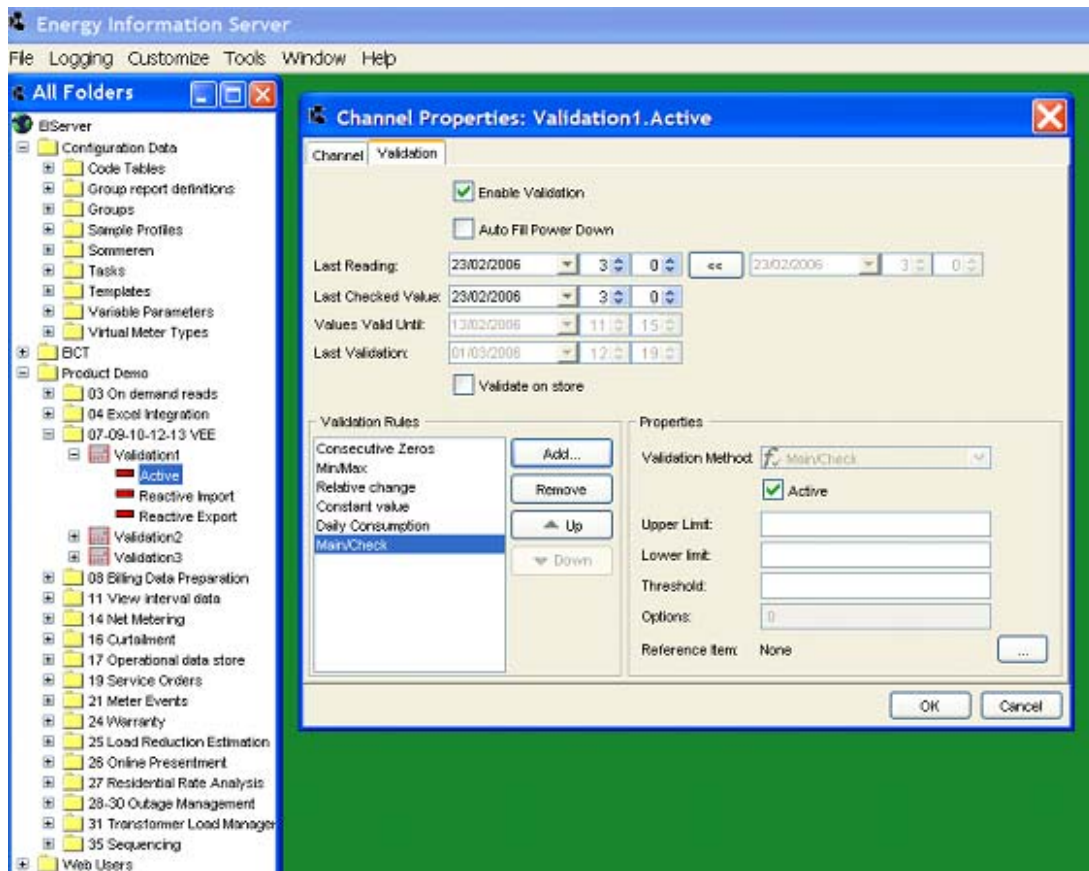 Energy Information Server
File Logging Customize Tools Window Help
All Folders
EIServer
Configuration Data
Code Tables
Group report definitions
Groups
Sample Profiles
Sommeren
Tasks
Templates
Variable Parameters
Virtual Meter Types
EICT
Product Demo
03 On demand reads
04 Excel Integration
07-09-10-12-13 VEE
Validation1
Active
Reactive Import
Reactive Export
Validation2
Validation3
08 Billing Data Preparation
11 View interval data
14 Net Metering
16 Curtailment
17 Operational data store
19 Service Orders
21 Meter Events
24 Warranty
25 Load Reduction Estimation
26 Online Presentment
27 Residential Rate Analysis
28-30 Outage Management
31 Transformer Load Manager
35 Sequencing
Web Users
Channel Properties: Validation1.Active
Channel Validation
Enable Validation
Auto Fill Power Down
Last Reading: 23/02/2006 3 0 << 23/02/2006 3 0
Last Checked Value: 23/02/2006 3 0
Values Valid Until: 13/02/2006 11 15
Last Validation: 01/03/2006 12 19
Validate on store
Validation Rules
Consecutive Zeros
Min/Max
Relative change
Constant value
Daily Consumption
Main/Check
Add...
Remove
Up
Down
Properties
Validation Method: Main/Check
Active
Upper Limit:
Lower limit:
Threshold:
Options: 0
Reference Item: None ...
OK Cancel